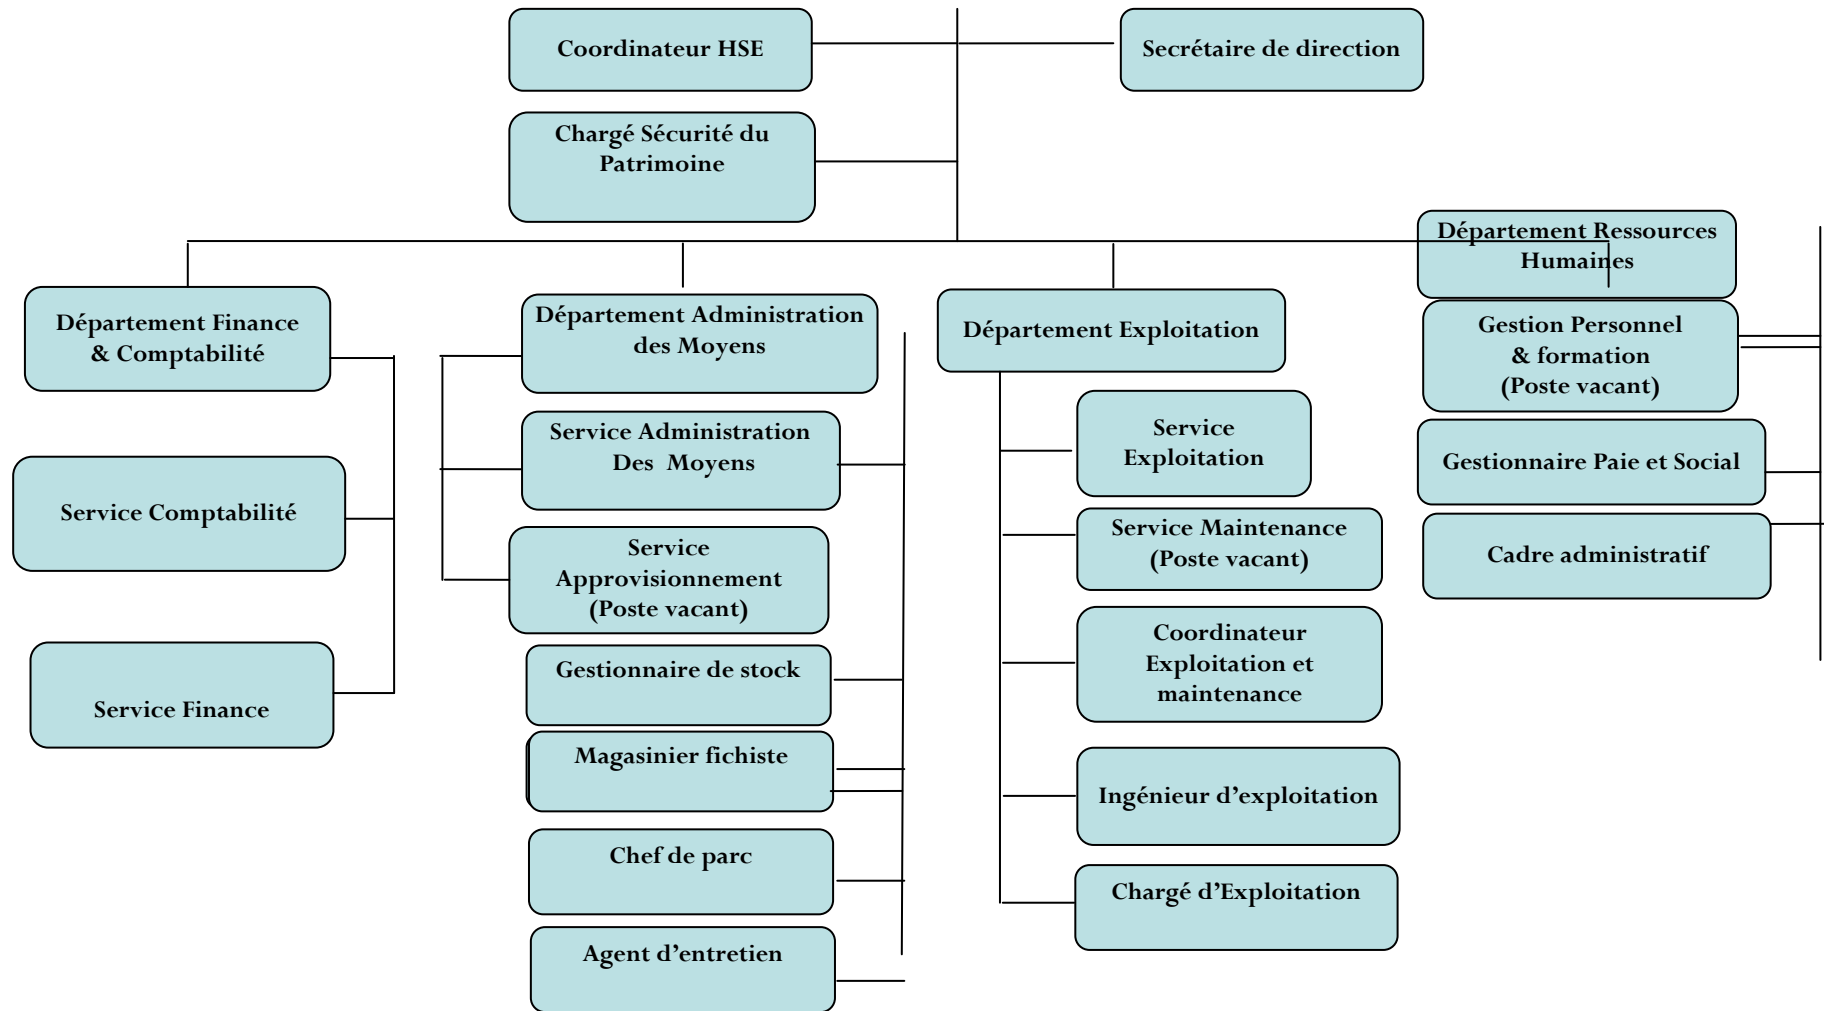 Coordinateur HSE
Secrétaire de direction
Chargé Sécurité du
Patrimoine
Département Finance
& Comptabilité
Service Comptabilité
Service Finance
Département Administration
des Moyens
Service Administration
Des Moyens
Service
Approvisionnement
(Poste vacant)
Gestionnaire de stock
Magasinier fichiste
Chef de parc
Agent d’entretien
Département Exploitation
Service
Exploitation
Service Maintenance
(Poste vacant)
Coordinateur
Exploitation et
maintenance
Ingénieur d’exploitation
Chargé d’Exploitation
Département Ressources
Humaines
Gestion Personnel
& formation
(Poste vacant)
Gestionnaire Paie et Social
Cadre administratif